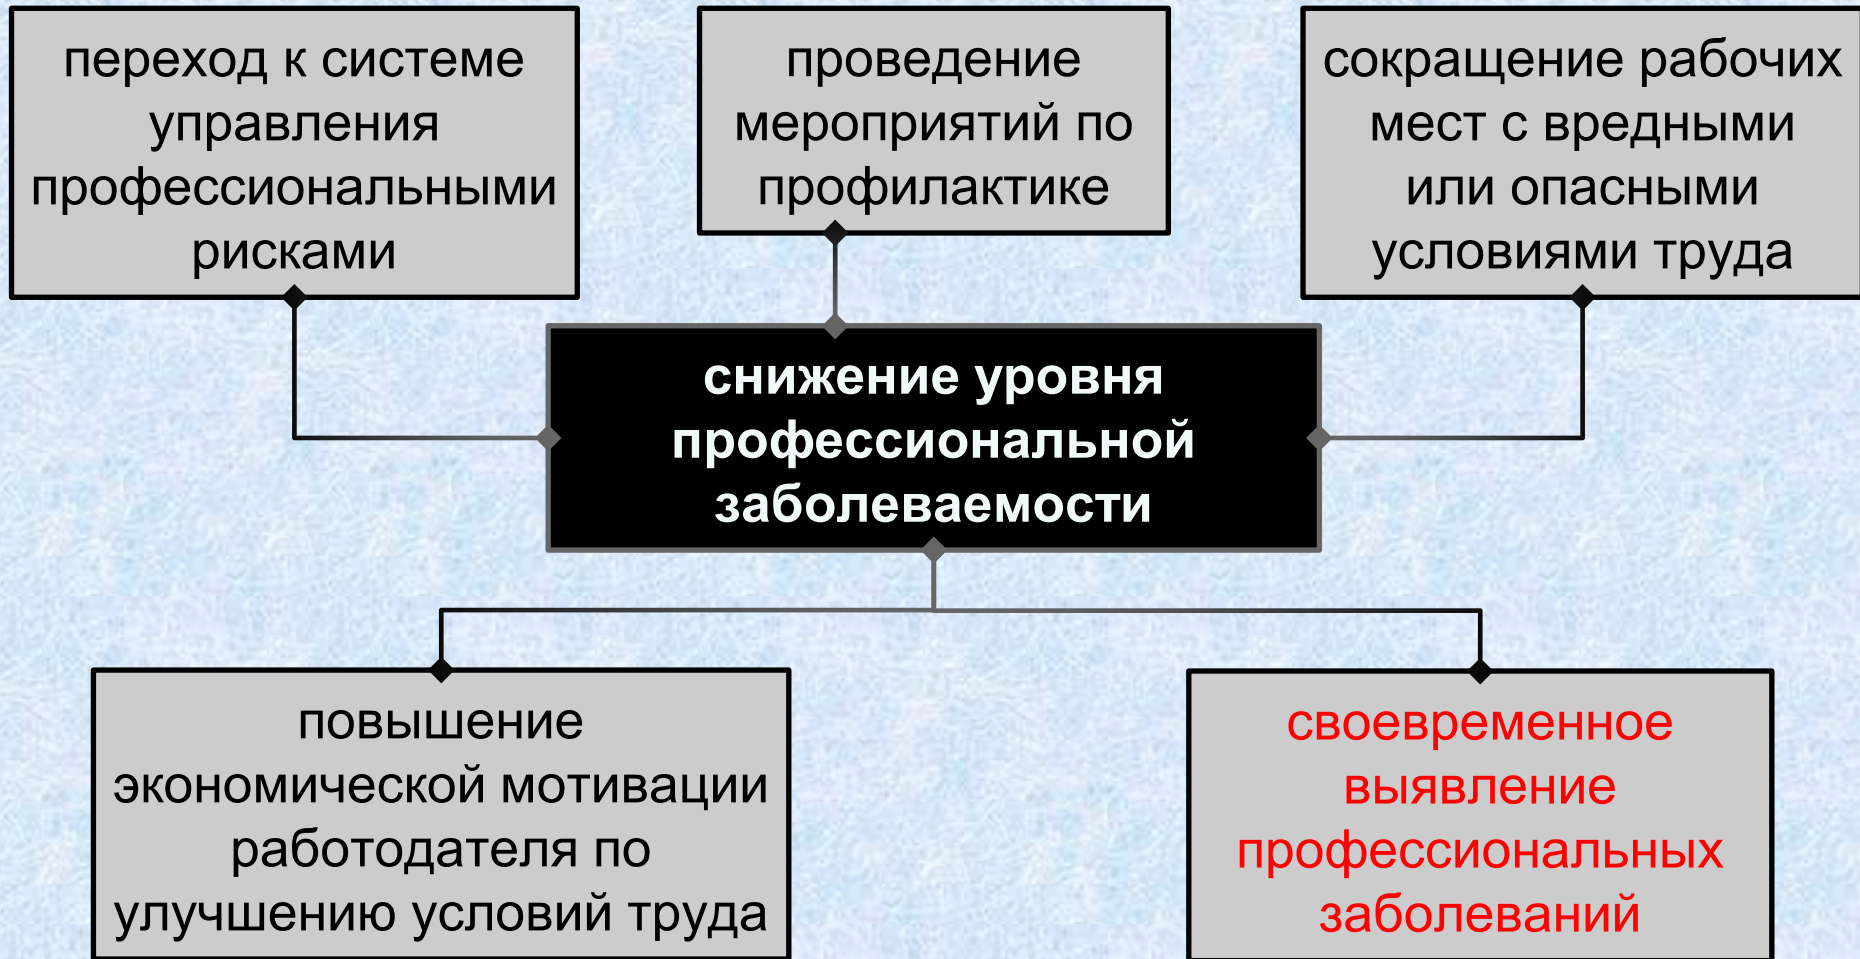 переход к системе
управления
профессиональными
рисками
проведение
мероприятий по
профилактике
сокращение рабочих
мест с вредными
или опасными
условиями труда
снижение уровня
профессиональной
заболеваемости
повышение
экономической мотивации
работодателя по
улучшению условий труда
своевременное
выявление
профессиональных
заболеваний